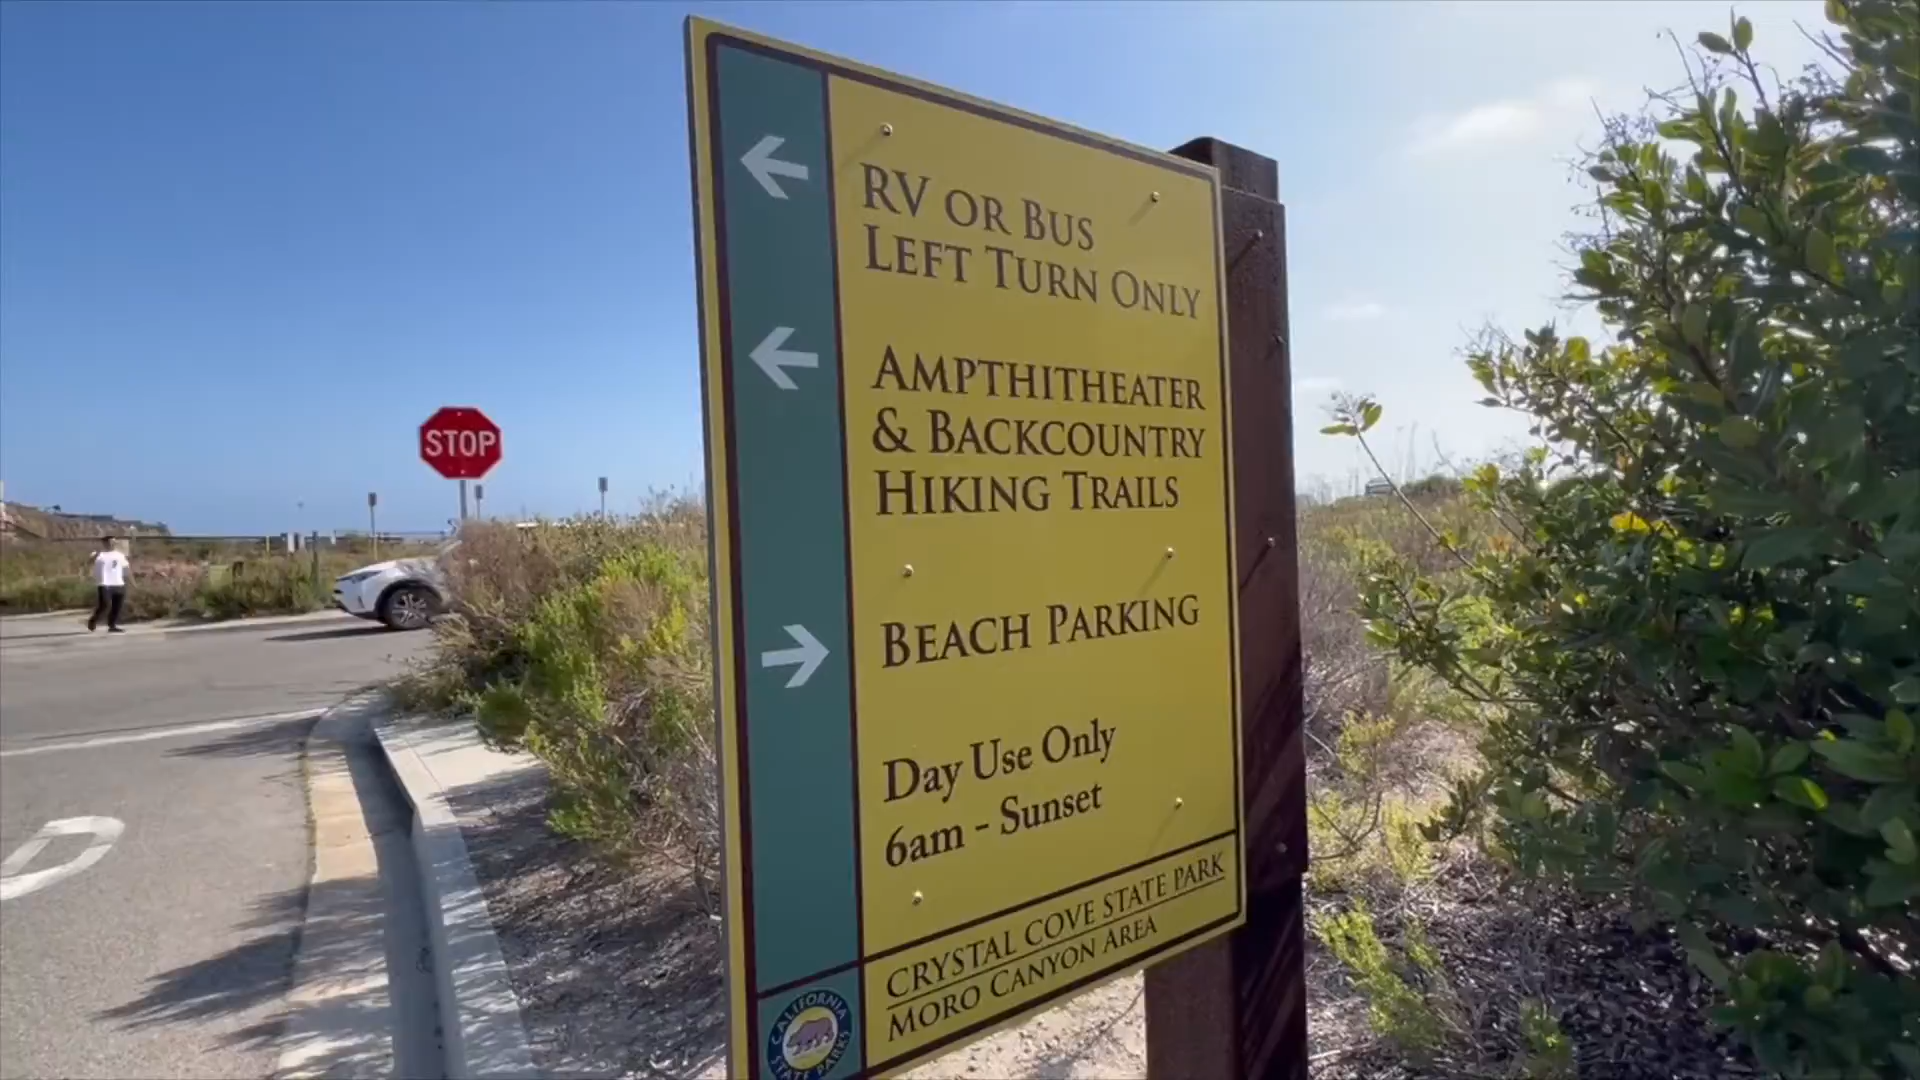 RV OR BUS
LEFT TURN ONLY
AMPTHITHEATER
& BACKCOUNTRY
HIKING TRAILS
BEACH PARKING
Day Use Only
6am - Sunset
CRYSTAL COVE STATE PARK
MORO CANYON AREA
CALIFORNIA
STATE PARKS
STOP